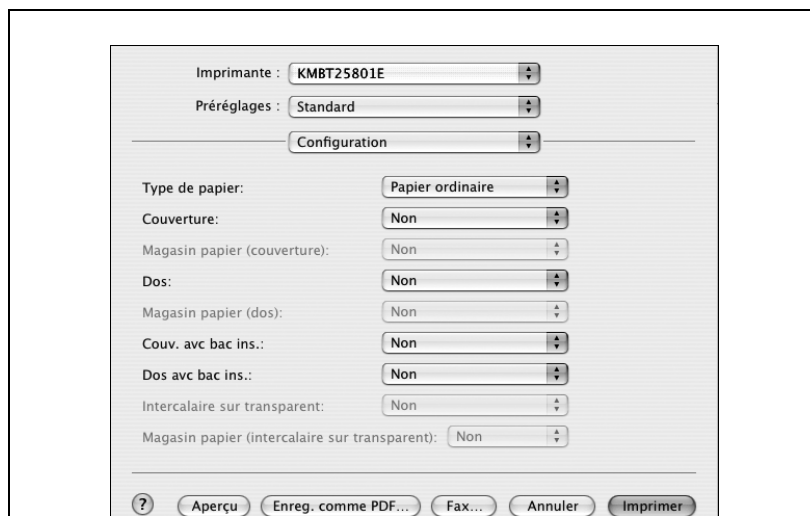 Imprimante : KMBT25801E
Préréglages : Standard
Configuration
Type de papier: Papier ordinaire
Couverture: Non
Magasin papier (couverture): Non
Dos: Non
Magasin papier (dos): Non
Couv. avc bac ins.: Non
Dos avc bac ins.: Non
Intercalaire sur transparent: Non
Magasin papier (intercalaire sur transparent): Non
? Aperçu Enreg. comme PDF... Fax... Annuler Imprimer